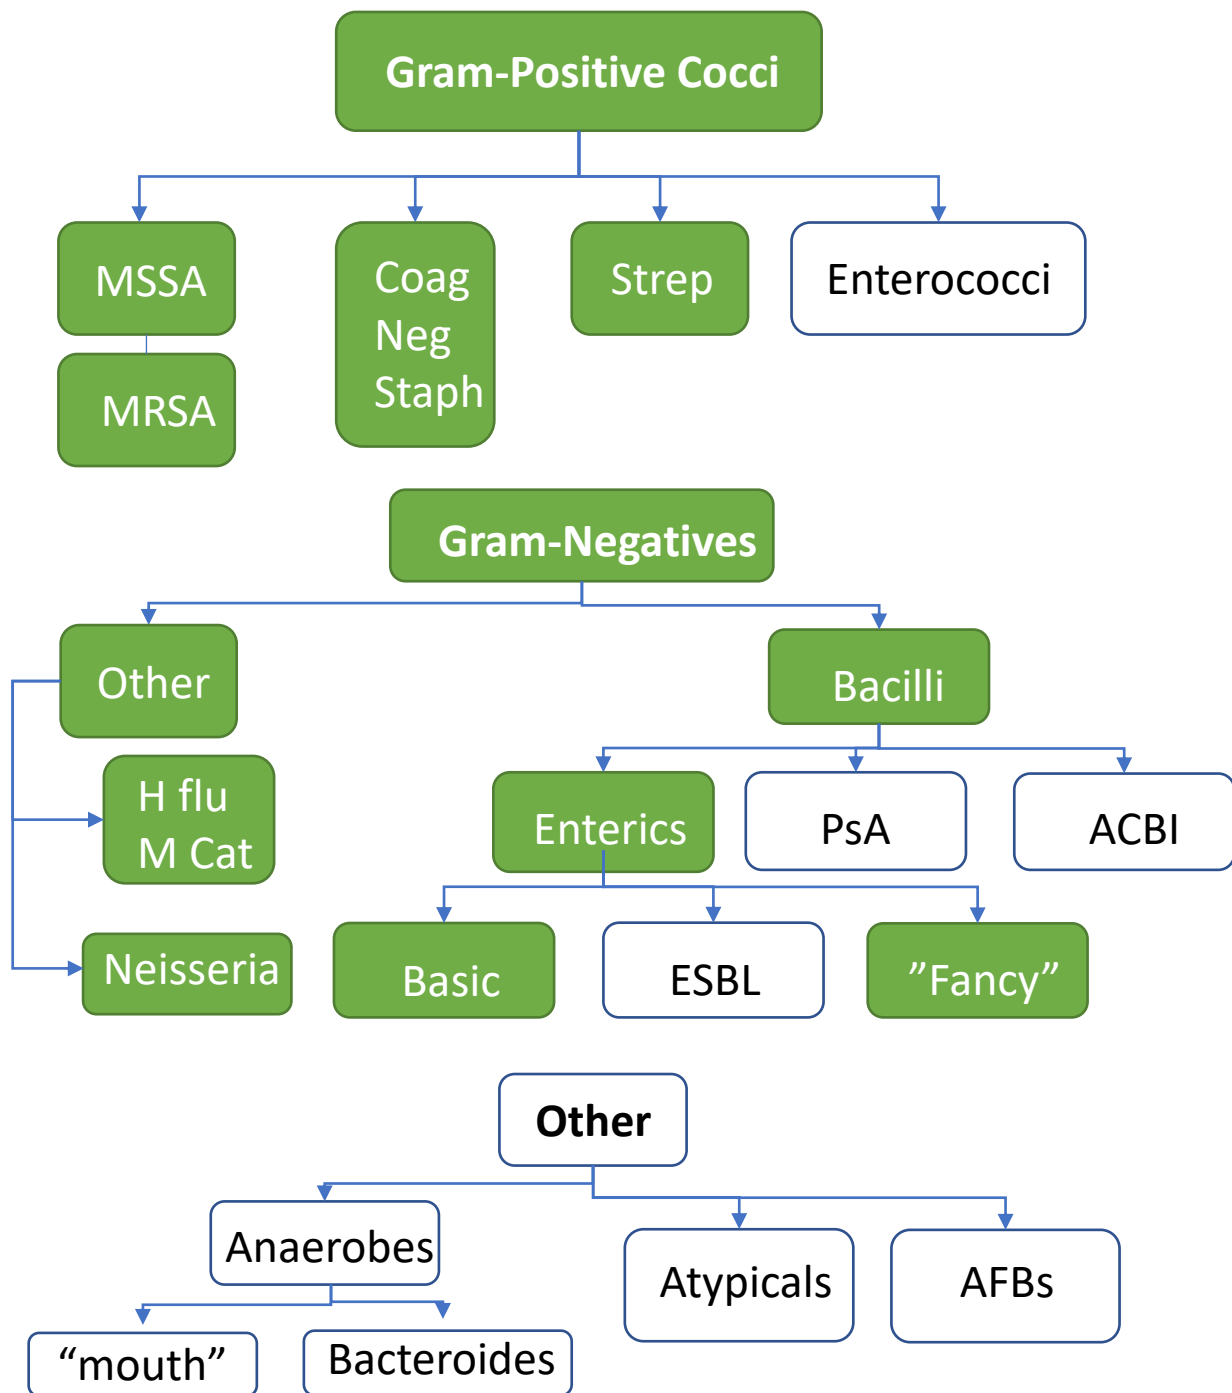 Gram-Positive Cocci
MSSA
MRSA
Coag
Neg
Staph
Strep
Enterococci
Gram-Negatives
Other
Bacilli
H flu
M Cat
Enterics
PsA
ACBI
Neisseria
Basic
ESBL
”Fancy”
Other
Anaerobes
Atypicals
AFBs
“mouth”
Bacteroides